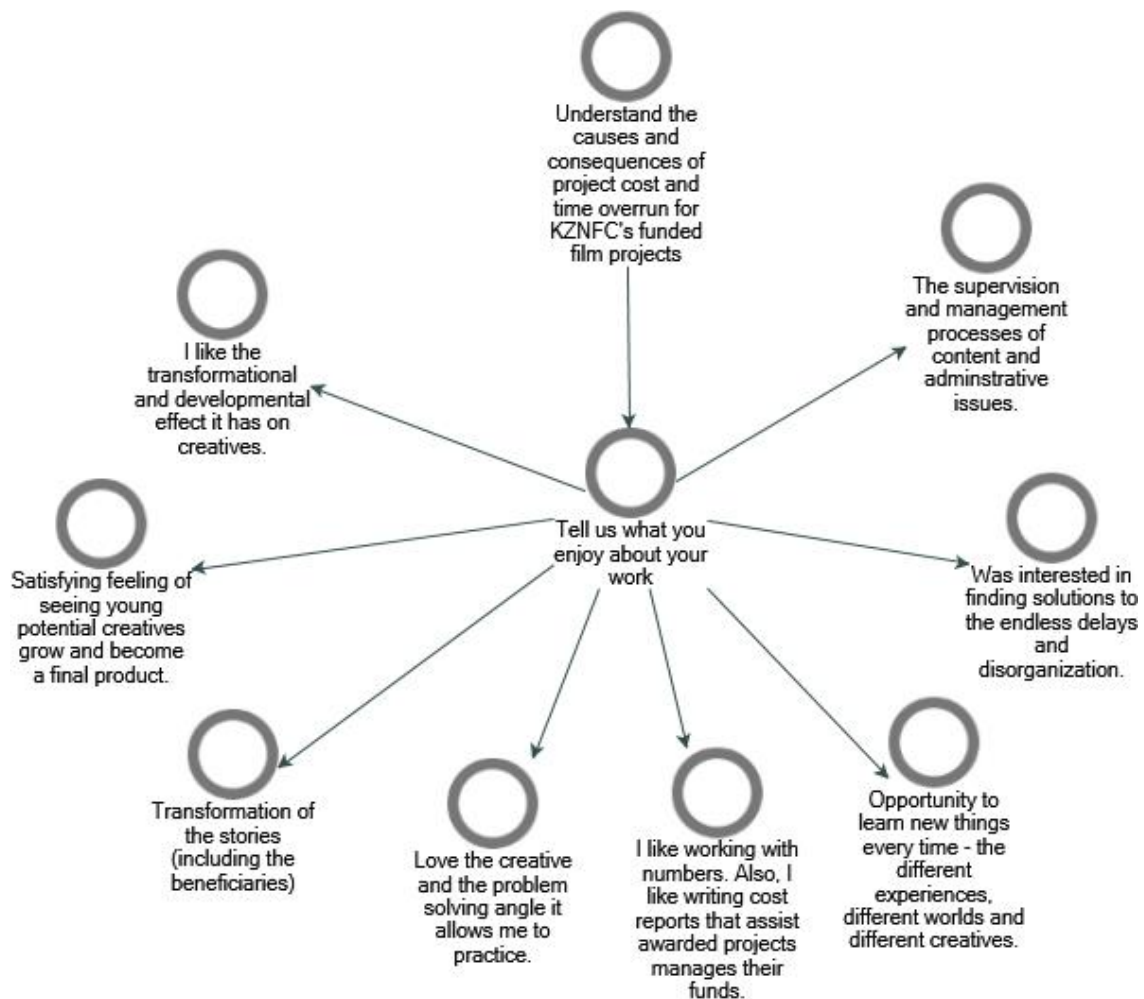 Understand the
causes and
consequences of
project cost and
time overrun for
KZNFC's funded
film projects
The supervision
and management
processes of
content and
adminstrative
issues.
I like the
transformational
and developmental
effect it has on
creatives.
Tell us what you
enjoy about your
work
Satisfying feeling of
seeing young
potential creatives
grow and become
a final product.
Was interested in
finding solutions to
the endless delays
and
disorganization.
Transformation of
the stories
(including the
beneficiaries)
Love the creative
and the problem
solving angle it
allows me to
practice.
I like working with
numbers. Also, I
like writing cost
reports that assist
awarded projects
manages their
funds.
Opportunity to
learn new things
every time - the
different
experiences,
different worlds and
different creatives.